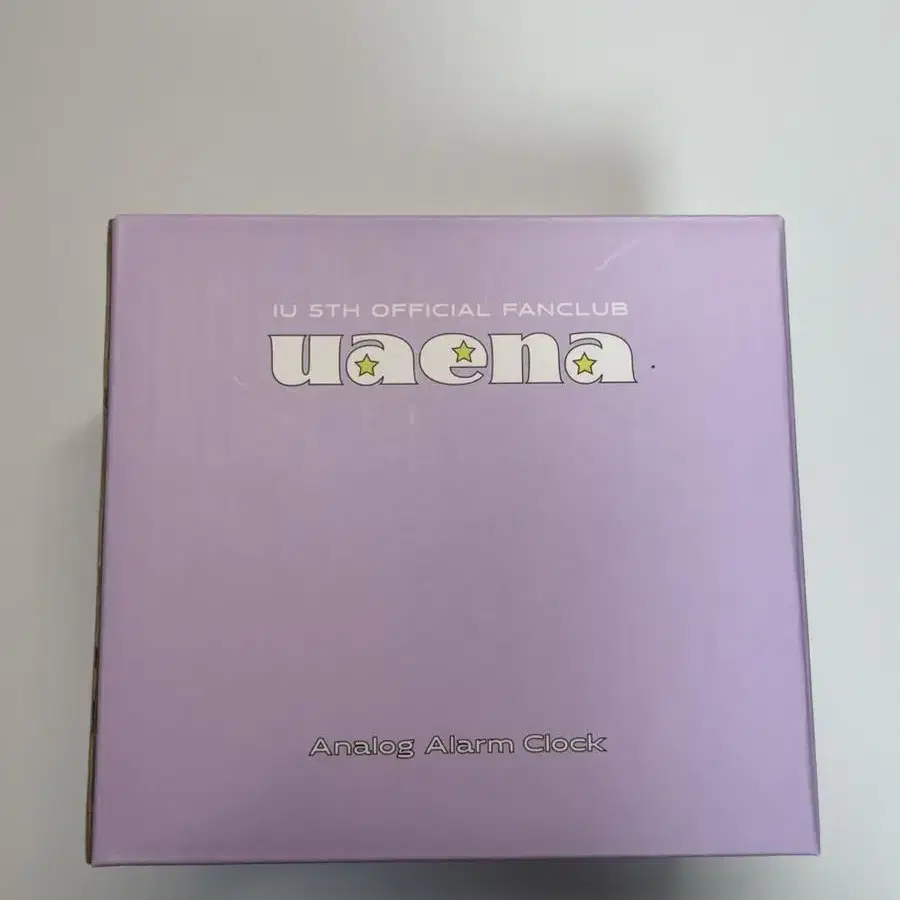 IU 5TH OFFICIAL FANCLUB
uaena
Analog Alarm Clock